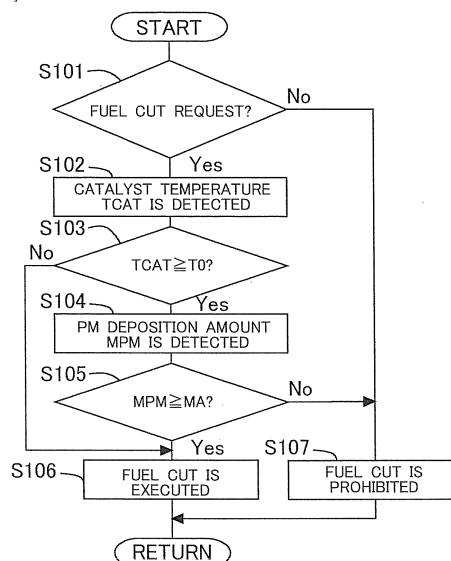 START
S101
FUEL CUT REQUEST?
No
Yes
S102
CATALYST TEMPERATURE
TCAT IS DETECTED
S103
No
TCAT≧T0?
Yes
S104
PM DEPOSITION AMOUNT
MPM IS DETECTED
S105
No
MPM≧MA?
Yes
S106
FUEL CUT IS
EXECUTED
S107
FUEL CUT IS
PROHIBITED
RETURN